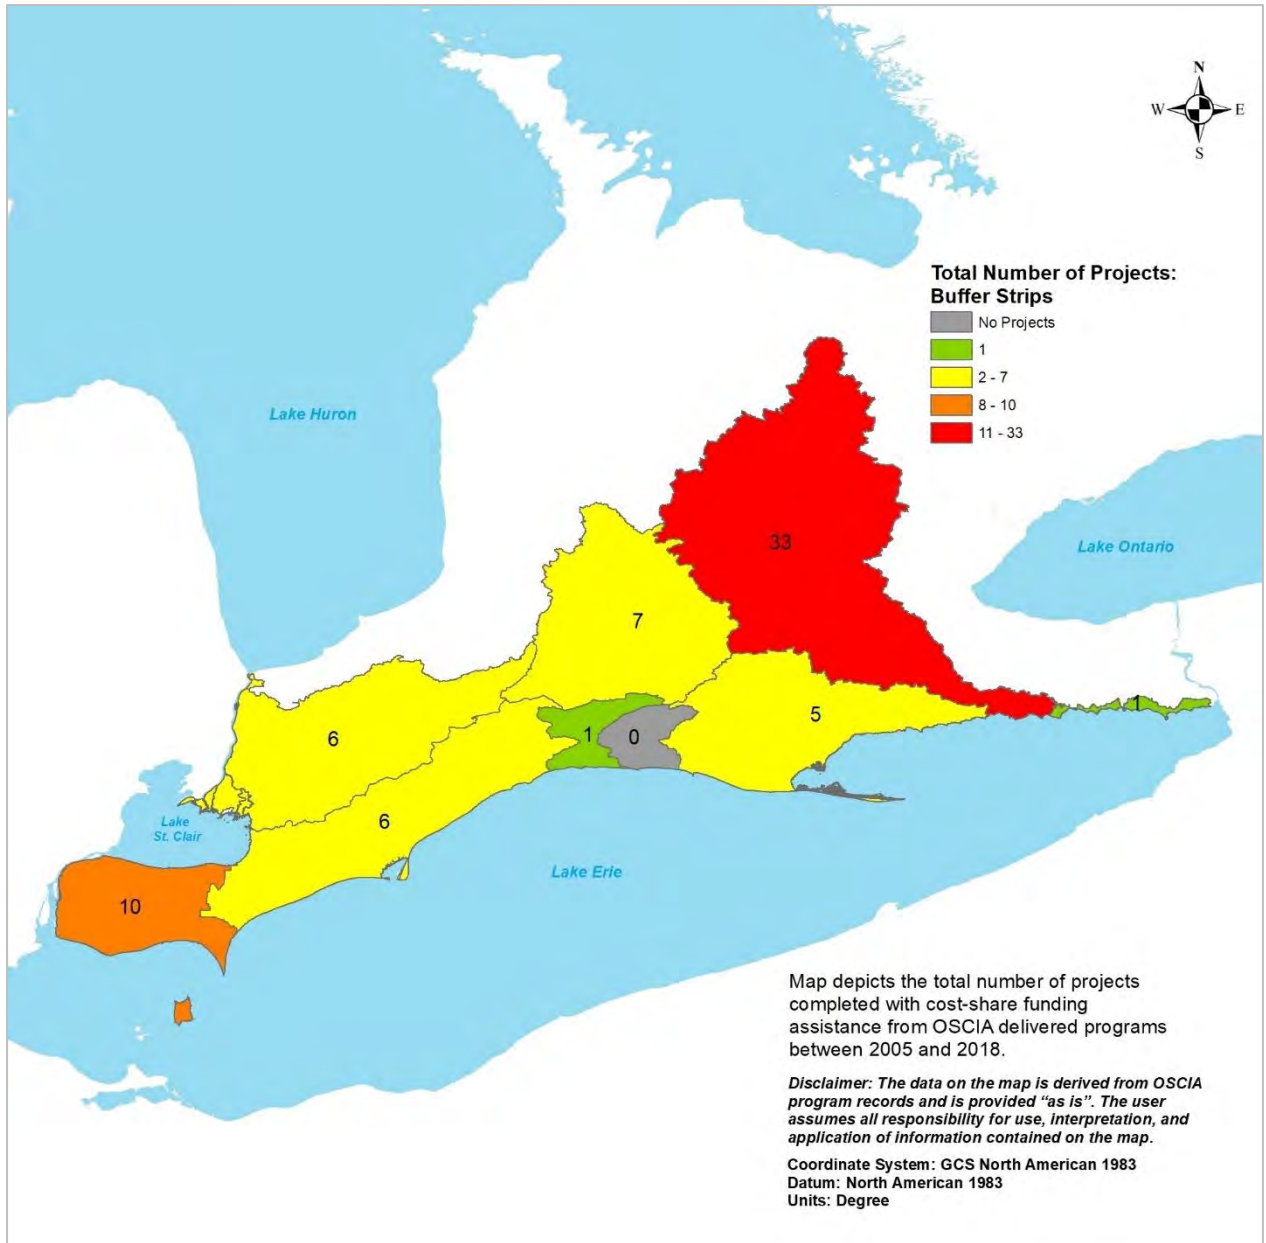 N
W E
S
Total Number of Projects:
Buffer Strips
No Projects
1
2 - 7
8 - 10
11 - 33
Lake Huron
Lake Ontario
33
7
5
1
6
1
0
6
Lake
St. Clair
Lake Erie
10
Map depicts the total number of projects
completed with cost-share funding
assistance from OSCIA delivered programs
between 2005 and 2018.
Disclaimer: The data on the map is derived from OSCIA
program records and is provided “as is”. The user
assumes all responsibility for use, interpretation, and
application of information contained on the map.
Coordinate System: GCS North American 1983
Datum: North American 1983
Units: Degree